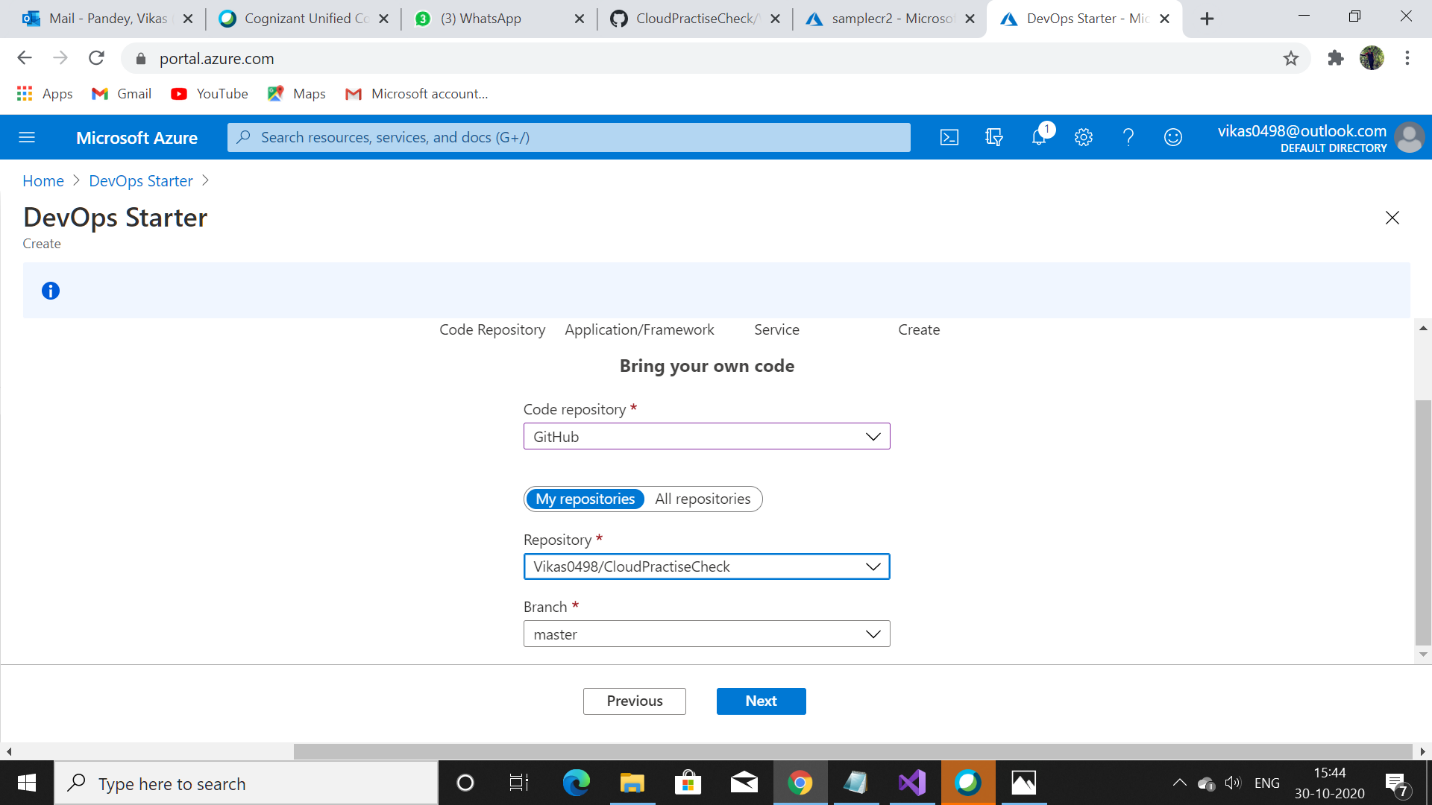 Mail - Pandey, Vikas
Cognizant Unified Co
(3) WhatsApp
CloudPractiseCheck/
samplecr2 - Microso
DevOps Starter - Mic
portal.azure.com
Apps
Gmail
YouTube
Maps
Microsoft account...
Microsoft Azure
Search resources, services, and docs (G+/)
1
vikas0498@outlook.com
DEFAULT DIRECTORY
Home > DevOps Starter >
DevOps Starter
Create
Code Repository
Application/Framework
Service
Create
Bring your own code
Code repository *
GitHub
My repositories
All repositories
Repository *
Vikas0498/CloudPractiseCheck
Branch *
master
Previous
Next
Type here to search
ENG
15:44
30-10-2020
7